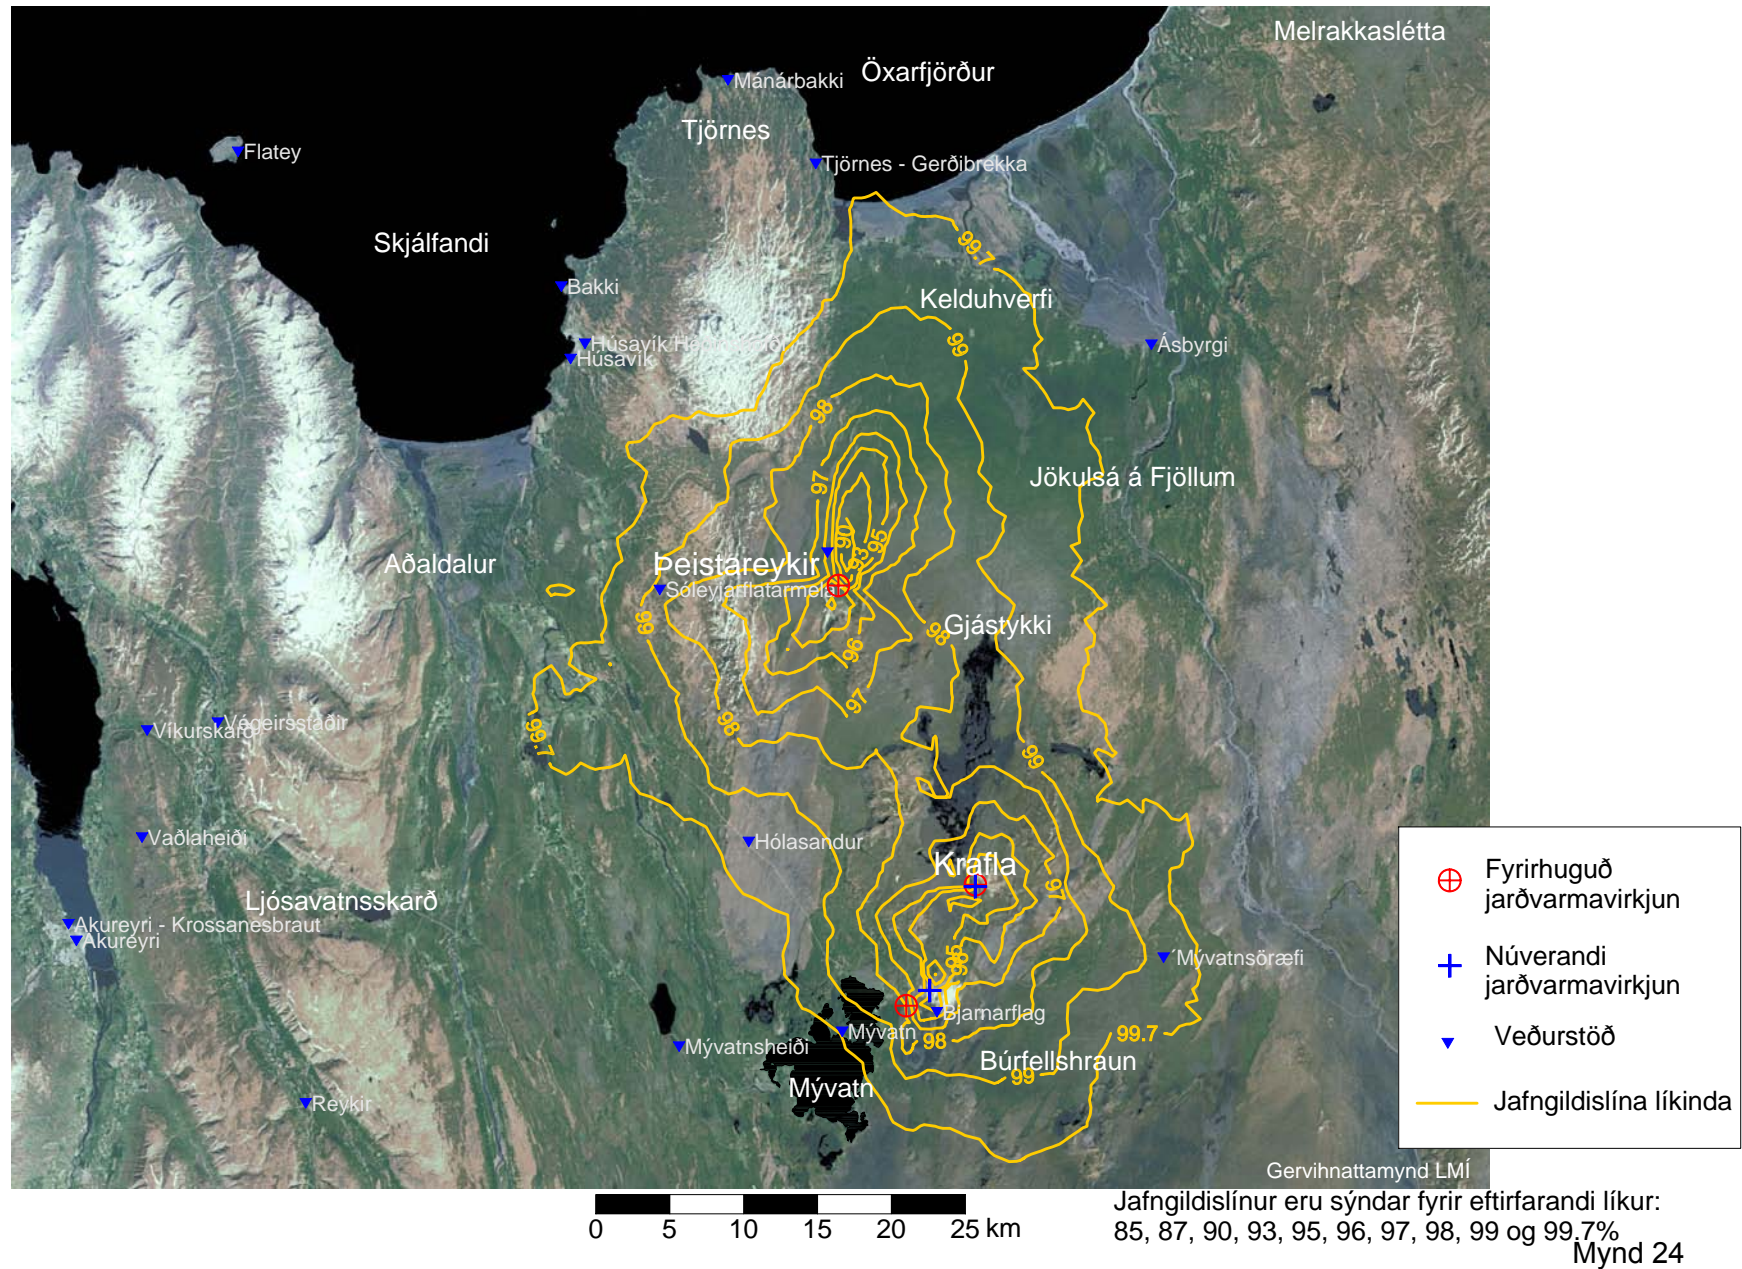 Melrakkaslétta
Öxarfjörður
Mánárbakki
Tjörnes
Flatey
Tjörnes - Gerðibrekka
Skjálfandi
99.7
Bakki
Kelduhverfi
Húsavík
99
Húsavík
Ásbyrgi
98
97
Jökulsá á Fjöllum
90
95
93
Þeistareykir
Aðaldalur
Sóleyjarflatarmelar
99
98
Gjástykki
96
97
98
99.7
Végeirsstaðir
Víkurskarð
99
Vaðlaheiði
Hólasandur
Krafla
97
Ljósavatnsskarð
Akureyri - Krossanesbraut
Akureyri
95
96
Mývatnsöræfi
Bjarnarflag
Mývatn
98
99.7
Mývatnsheiði
Búrfellshraun
99
Mývatn
Reykir
Fyrirhuguð
jarðvarmavirkjun
Núverandi
jarðvarmavirkjun
Veðurstöð
Jafngildislína líkinda
Gervihnattamynd LMÍ
0 5 10 15 20 25 km
Jafngildislínur eru sýndar fyrir eftirfarandi líkur:
85, 87, 90, 93, 95, 96, 97, 98, 99 og 99.7%
Mynd 24